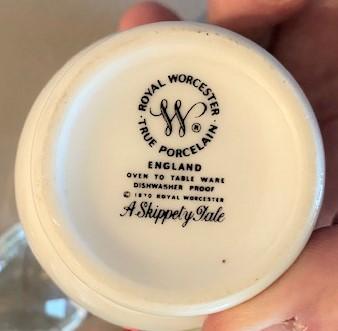 ROYAL WORCESTER
W ®
TRUE PORCELAIN
ENGLAND
OVEN TO TABLE WARE
DISHWASHER PROOF
© 1970 ROYAL WORCESTER
A Skippety Tale